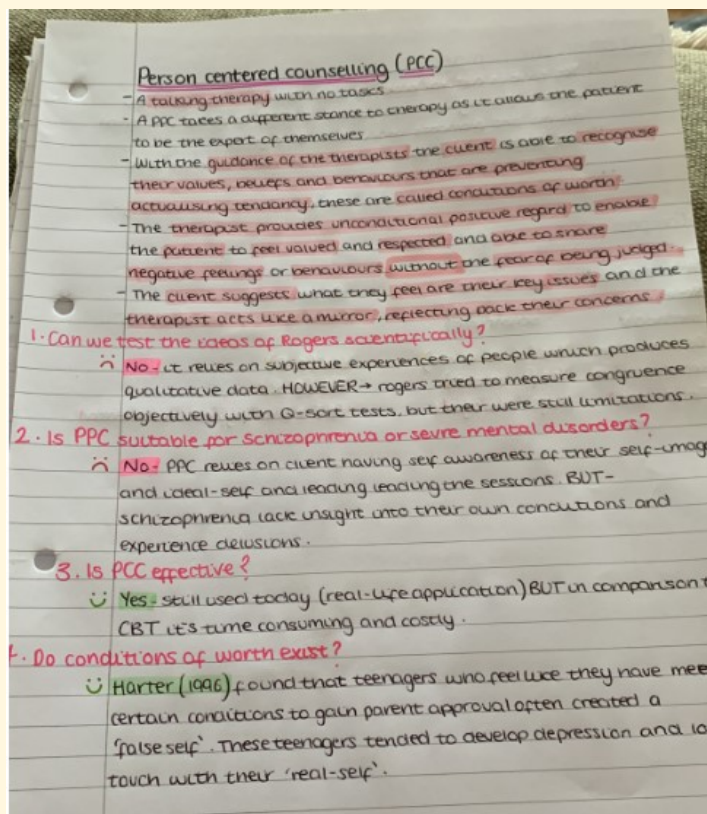 Person centered counselling (PCC)
- A talking therapy with no tasks
- A PPC takes a different stance to therapy as it allows the patient
to be the expert of themselves
- With the guidance of the therapists the client is able to recognise
their values, beliefs and behaviours that are preventing
actualising tendancy, these are called conditions of worth
- The therapist provides unconditional positive regard to enable
the patient to feel valued and respected and able to share
negative feelings or behaviours without the fear of being judged.
- The client suggests what they feel are their key issues and the
therapist acts like a mirror, reflecting back their concerns
1. Can we test the ideas of Rogers scientifically?
No - it relies on subjective experiences of people which produces
qualitative data. HOWEVER → rogers tried to measure congruence
objectively with Q-sort tests, but their were still limitations.
2. Is PPC suitable for schizophrenia or sevre mental disorders?
No - PPC relies on client having self awareness of their self-image
and ideal-self and leading leading the sessions. BUT-
schizophrenia lack insight into their own conditions and
experience delusions.
3. Is PCC effective?
Yes - still used today (real-life application) BUT in comparison t
CBT it's time consuming and costly.
. Do conditions of worth exist?
Harter (1996) found that teenagers who feel like they have mee
certain conditions to gain parent approval often created a
'false self'. These teenagers tended to develop depression and lo
touch with their 'real-self'.